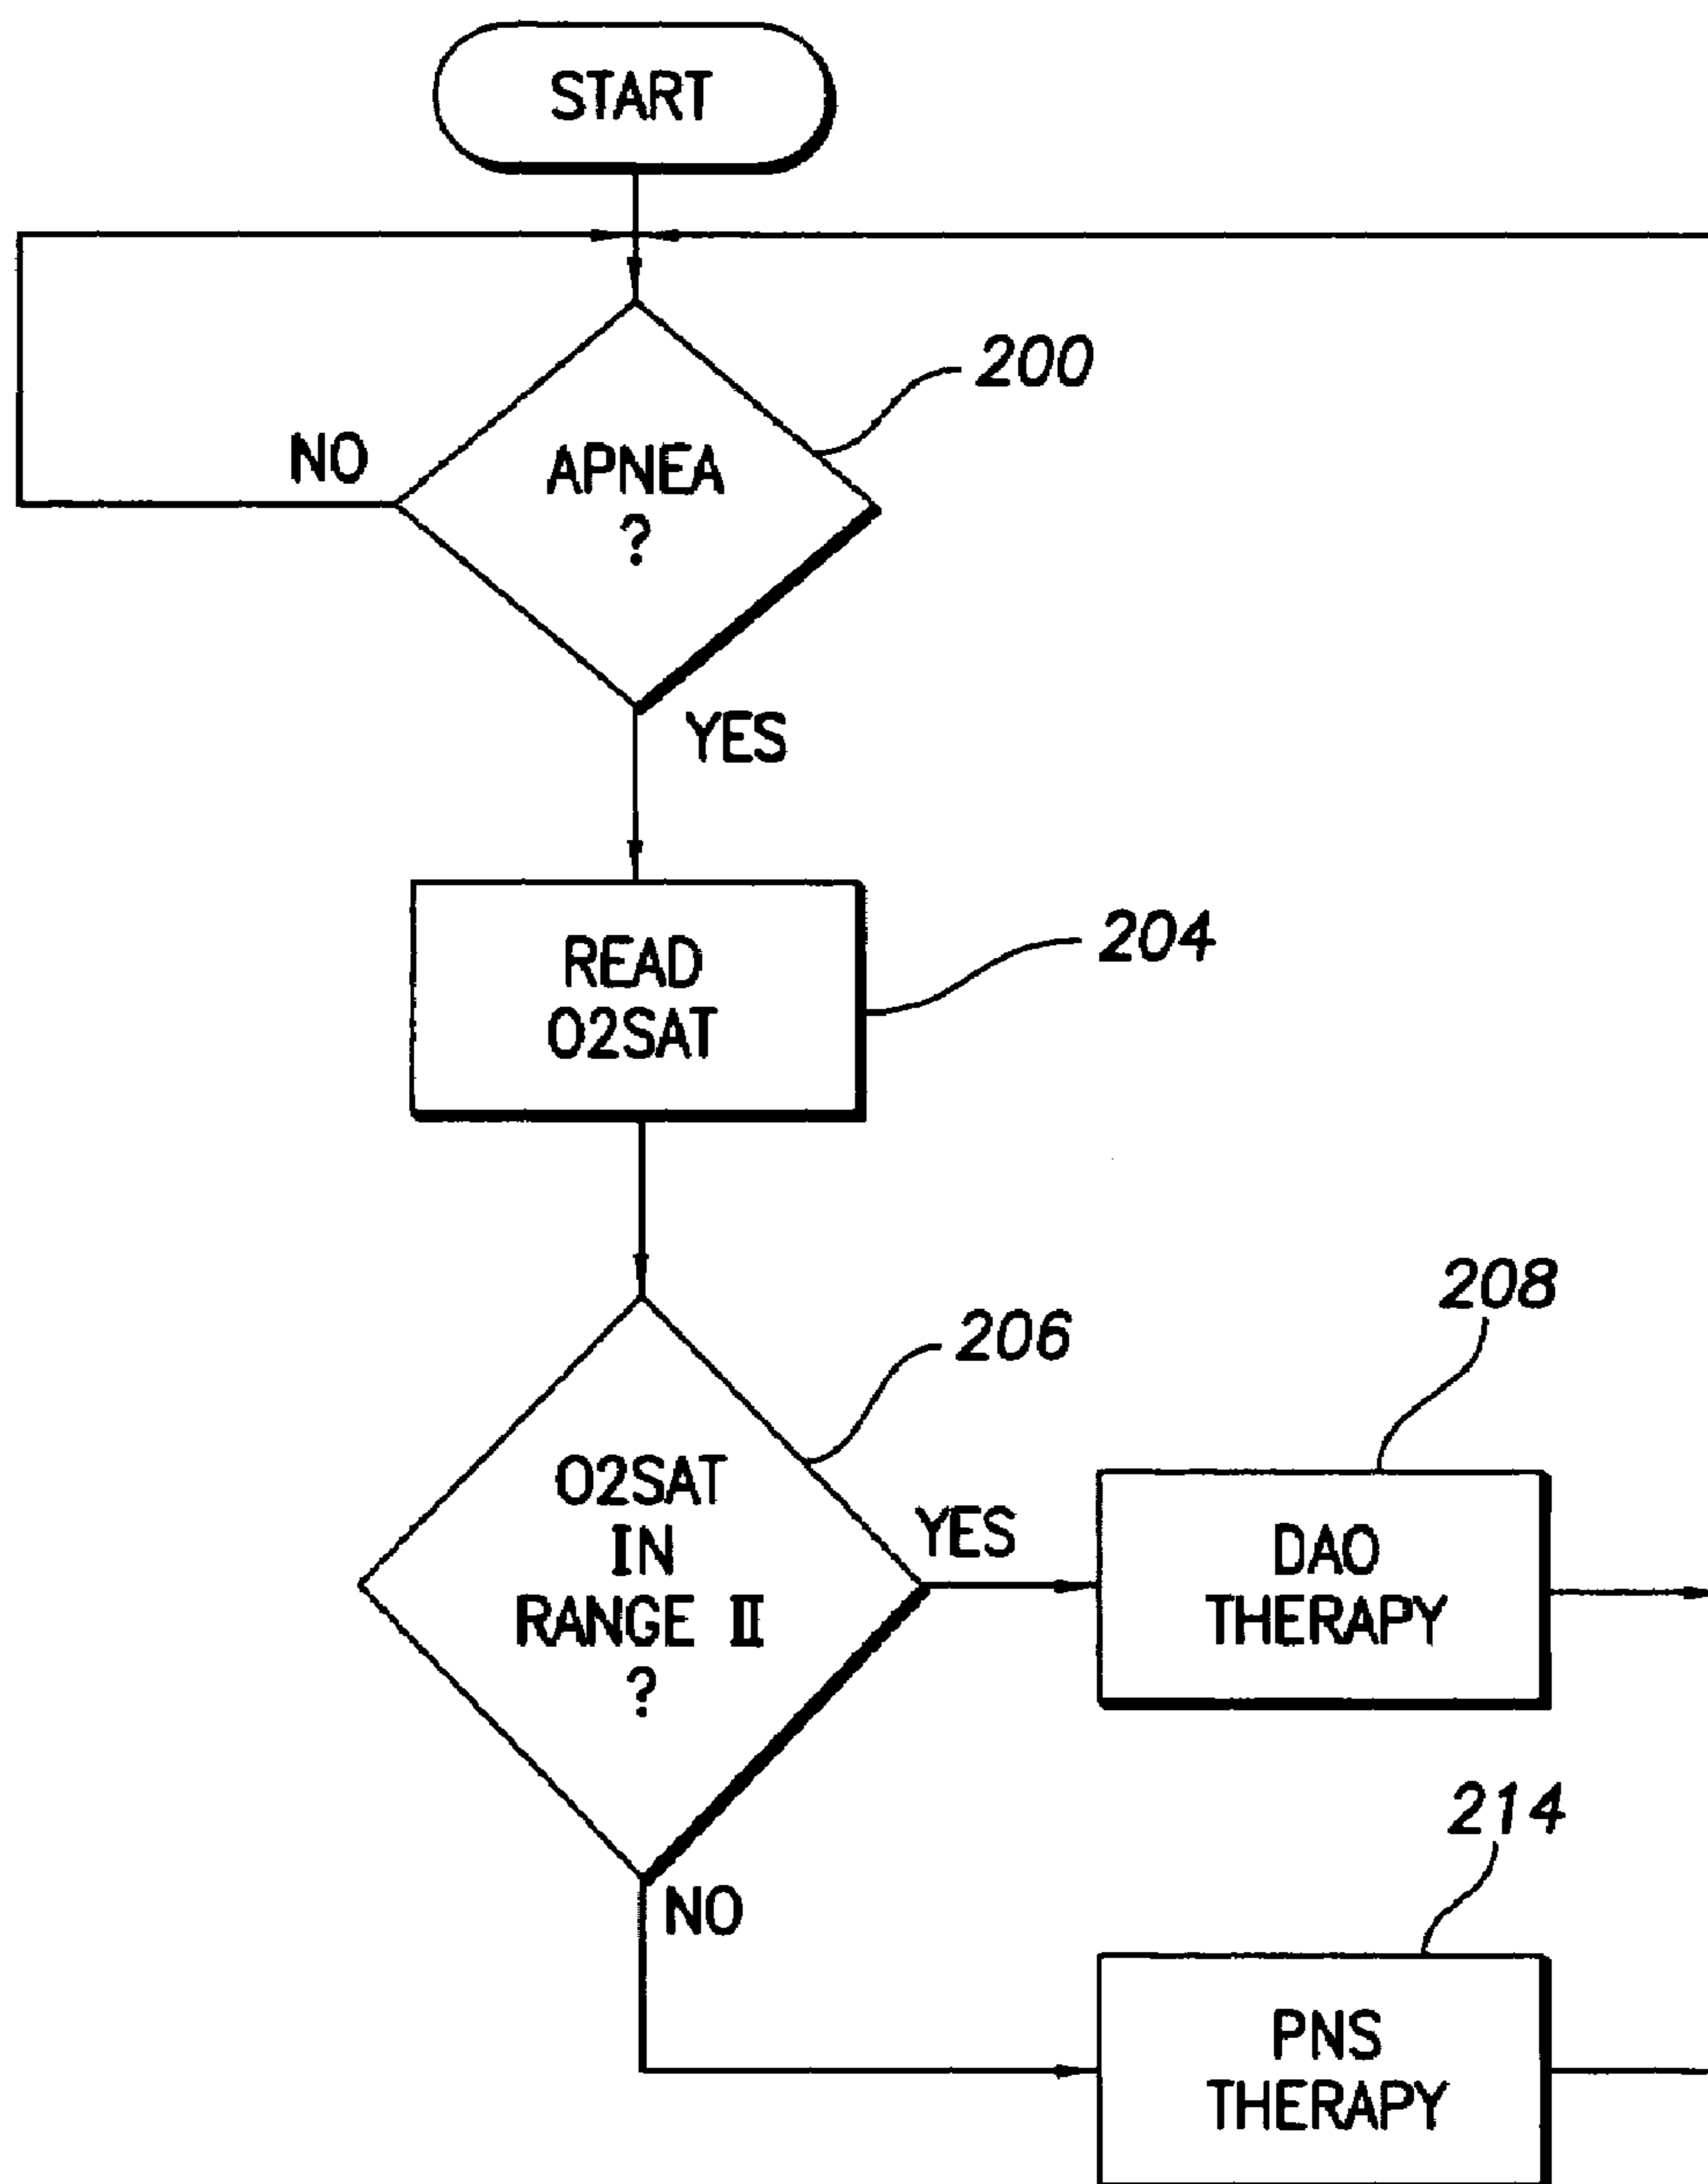 START
200
NO
APNEA
?
YES
204
READ
O2SAT
208
206
O2SAT
IN
RANGE II
?
YES
DAO
THERAPY
214
NO
PNS
THERAPY